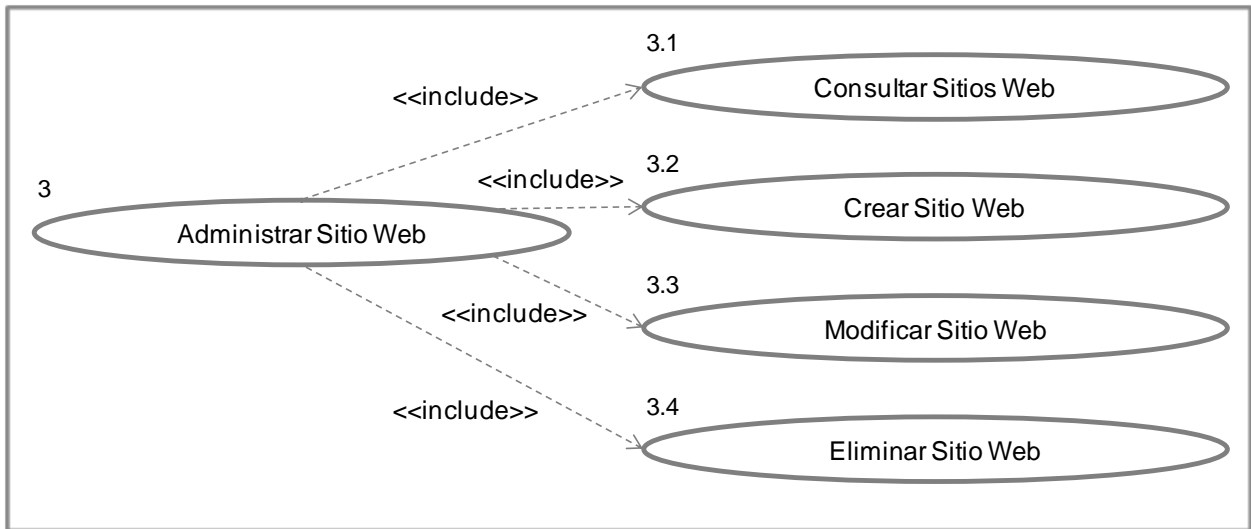 3.1
Consultar Sitios Web
<<include>>
3.2
<<include>>
Crear Sitio Web
3
Administrar Sitio Web
3.3
<<include>>
Modificar Sitio Web
3.4
<<include>>
Eliminar Sitio Web